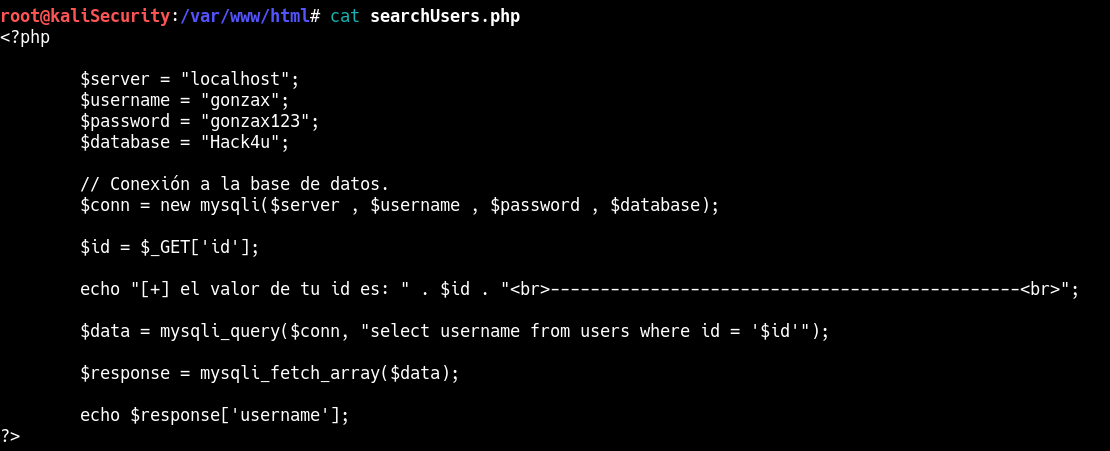 root@kaliSecurity:/var/www/html# cat searchUsers.php
<?php
$server = "localhost";
$username = "gonzax";
$password = "gonzax123";
$database = "Hack4u";
// Conexión a la base de datos.
$conn = new mysqli($server , $username , $password , $database);
$id = $_GET['id'];
echo "[+] el valor de tu id es: " . $id . "<br>-----------------------------------------------<br>";
$data = mysqli_query($conn, "select username from users where id = '$id'");
$response = mysqli_fetch_array($data);
echo $response['username'];
?>